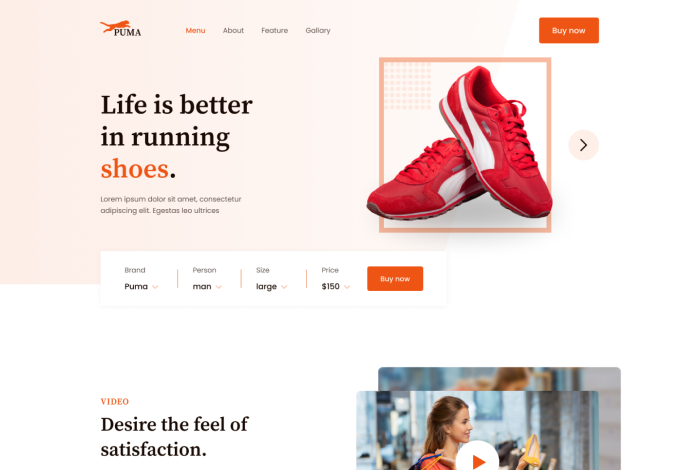 PUMA
Menu About Feature Gallary
Buy now
Life is better
in running
shoes.
Lorem ipsum dolor sit amet, consectetur
adipiscing elit. Egestas leo ultrices
Brand Person Size Price
Puma man large $150
Buy now
VIDEO
Desire the feel of
satisfaction.